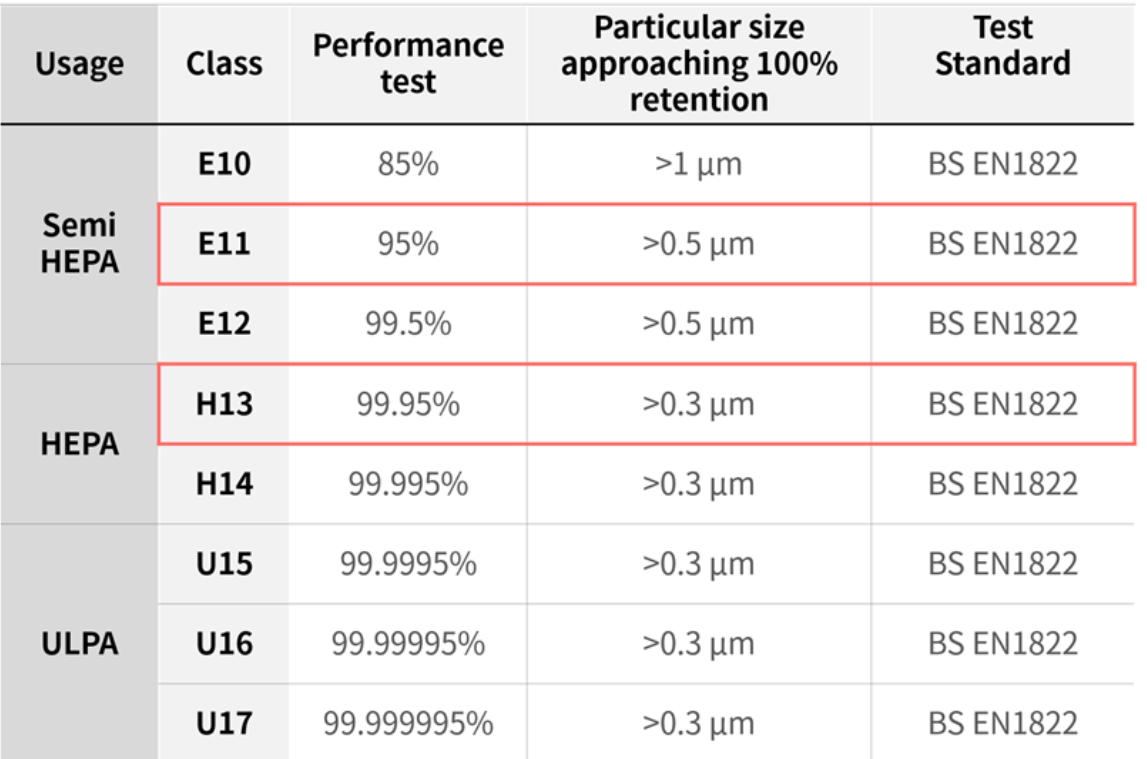 Usage Class Performance test Particular size approaching 100% retention Test Standard
Semi HEPA
E10 85% >1 μm BS EN1822
E11 95% >0.5 μm BS EN1822
E12 99.5% >0.5 μm BS EN1822
HEPA
H13 99.95% >0.3 μm BS EN1822
H14 99.995% >0.3 μm BS EN1822
ULPA
U15 99.9995% >0.3 μm BS EN1822
U16 99.99995% >0.3 μm BS EN1822
U17 99.999995% >0.3 μm BS EN1822